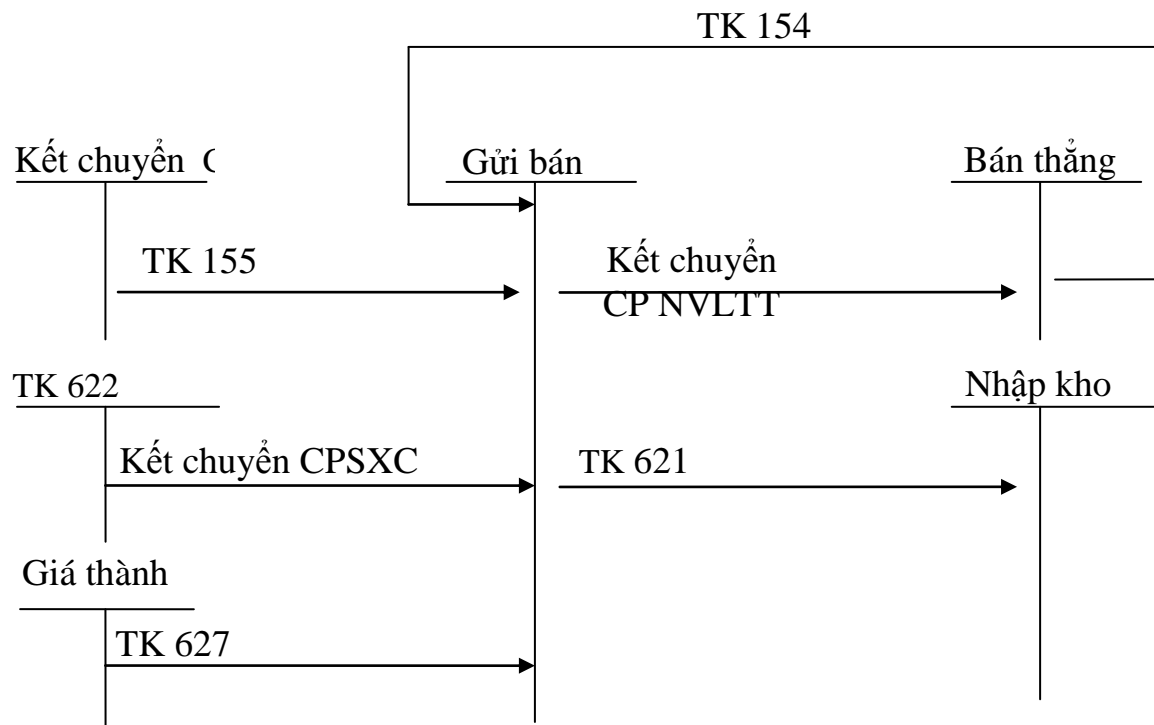 TK 154
Kết chuyển
Gửi bán
Bán thẳng
TK 155
Kết chuyển
CP NVLTT
TK 622
Nhập kho
Kết chuyển CPSXC
TK 621
Giá thành
TK 627